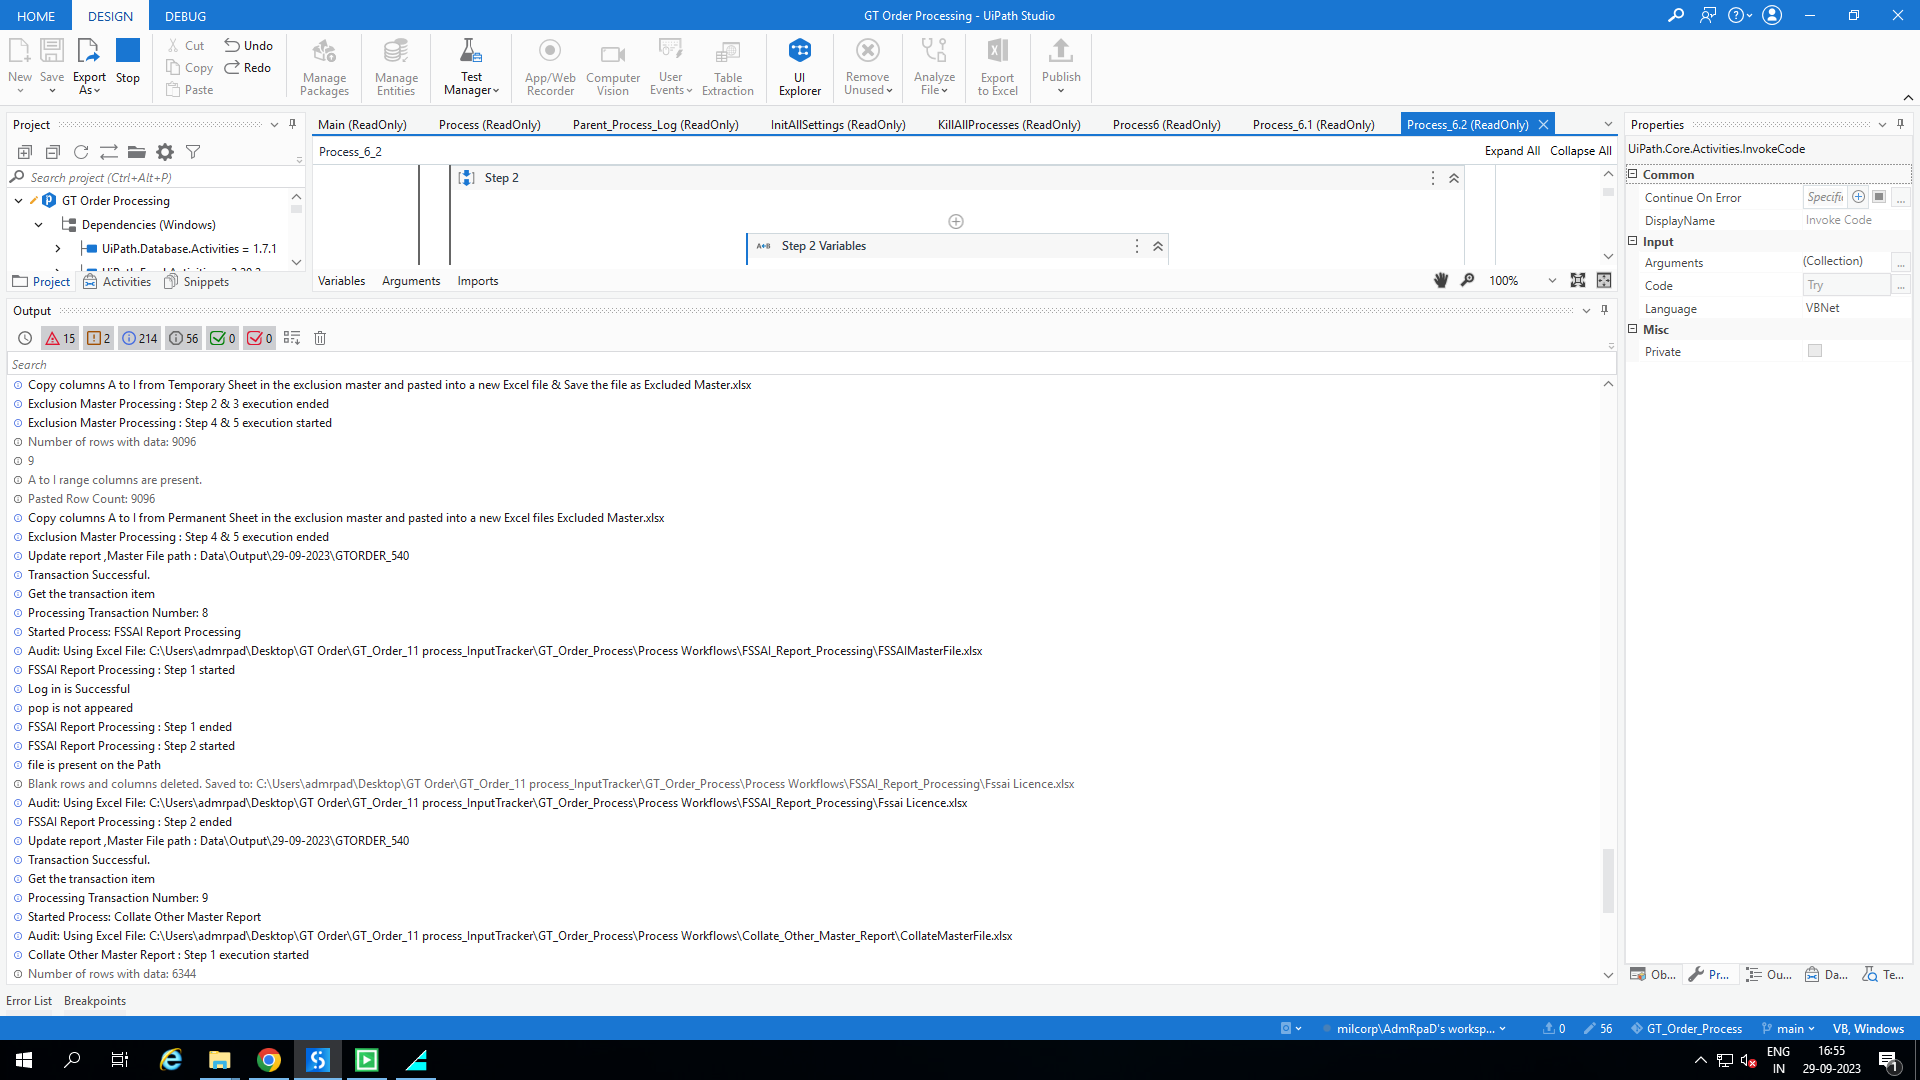 HOME DESIGN DEBUG GT Order Processing - UiPath Studio
New Save Export As Stop
Cut Copy Paste Undo Redo
Manage Packages
Manage Entities
Test Manager
App/Web Recorder
Computer Vision
User Events
Table Extraction
UI Explorer
Remove Unused
Analyze File
Export to Excel
Publish
Project
Search project (Ctrl+Alt+P)
GT Order Processing
Dependencies (Windows)
UiPath.Database.Activities = 1.7.1
Project Activities Snippets
Main (ReadOnly) Process (ReadOnly) Parent_Process_Log (ReadOnly) InitAllSettings (ReadOnly) KillAllProcesses (ReadOnly) Process6 (ReadOnly) Process_6.1 (ReadOnly) Process_6.2 (ReadOnly)
Process_6_2 Expand All Collapse All
Step 2
A+B Step 2 Variables
Variables Arguments Imports 100%
Properties
UiPath.Core.Activities.InvokeCode
Common
Continue On Error Specifi ...
DisplayName Invoke Code
Input
Arguments (Collection) ...
Code Try ...
Language VBNet
Misc
Private
Output
15 2 214 56 0 0
Search
Copy columns A to I from Temporary Sheet in the exclusion master and pasted into a new Excel file & Save the file as Excluded Master.xlsx
Exclusion Master Processing : Step 2 & 3 execution ended
Exclusion Master Processing : Step 4 & 5 execution started
Number of rows with data: 9096
9
A to I range columns are present.
Pasted Row Count: 9096
Copy columns A to I from Permanent Sheet in the exclusion master and pasted into a new Excel files Excluded Master.xlsx
Exclusion Master Processing : Step 4 & 5 execution ended
Update report ,Master File path : Data\Output\29-09-2023\GTORDER_540
Transaction Successful.
Get the transaction item
Processing Transaction Number: 8
Started Process: FSSAI Report Processing
Audit: Using Excel File: C:\Users\admrpad\Desktop\GT Order\GT_Order_11 process_InputTracker\GT_Order_Process\Process Workflows\FSSAI_Report_Processing\FSSAIMasterFile.xlsx
FSSAI Report Processing : Step 1 started
Log in is Successful
pop is not appeared
FSSAI Report Processing : Step 1 ended
FSSAI Report Processing : Step 2 started
file is present on the Path
Blank rows and columns deleted. Saved to: C:\Users\admrpad\Desktop\GT Order\GT_Order_11 process_InputTracker\GT_Order_Process\Process Workflows\FSSAI_Report_Processing\Fssai Licence.xlsx
Audit: Using Excel File: C:\Users\admrpad\Desktop\GT Order\GT_Order_11 process_InputTracker\GT_Order_Process\Process Workflows\FSSAI_Report_Processing\Fssai Licence.xlsx
FSSAI Report Processing : Step 2 ended
Update report ,Master File path : Data\Output\29-09-2023\GTORDER_540
Transaction Successful.
Get the transaction item
Processing Transaction Number: 9
Started Process: Collate Other Master Report
Audit: Using Excel File: C:\Users\admrpad\Desktop\GT Order\GT_Order_11 process_InputTracker\GT_Order_Process\Process Workflows\Collate_Other_Master_Report\CollateMasterFile.xlsx
Collate Other Master Report : Step 1 execution started
Number of rows with data: 6344
Ob... Pr... Ou... Da... Te...
Error List Breakpoints
milcorp\AdmRpaD's worksp... 0 56 GT_Order_Process main VB, Windows
ENG 16:55
IN 29-09-2023 1